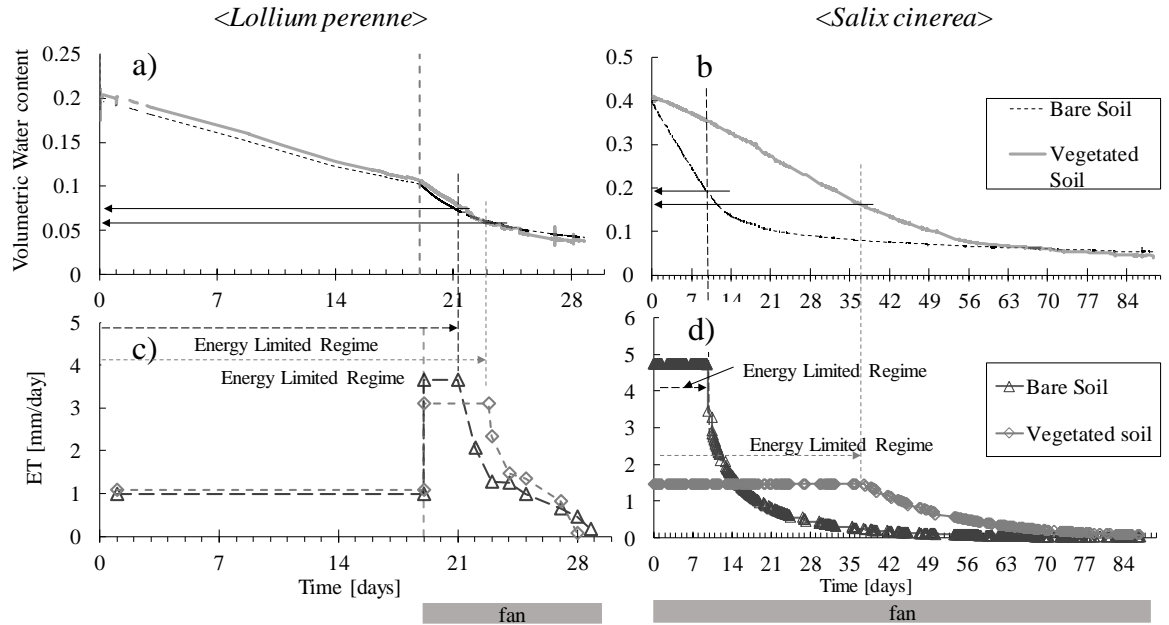 <Lollium perenne>
<Salix cinerea>
a)
b
Volumetric Water content
0.25
0.2
0.15
0.1
0.05
0
0 7 14 21 28
0.5
0.4
0.3
0.2
0.1
0
0 7 14 21 28 35 42 49 56 63 70 77 84
Bare Soil
Vegetated
Soil
c)
d)
ET [mm/day]
5
4
3
2
1
0
Energy Limited Regime
Energy Limited Regime
0 7 14 21 28
Time [days]
fan
6
5
4
3
2
1
0
Energy Limited Regime
Energy Limited Regime
Bare Soil
Vegetated soil
0 7 14 21 28 35 42 49 56 63 70 77 84
Time [days]
fan